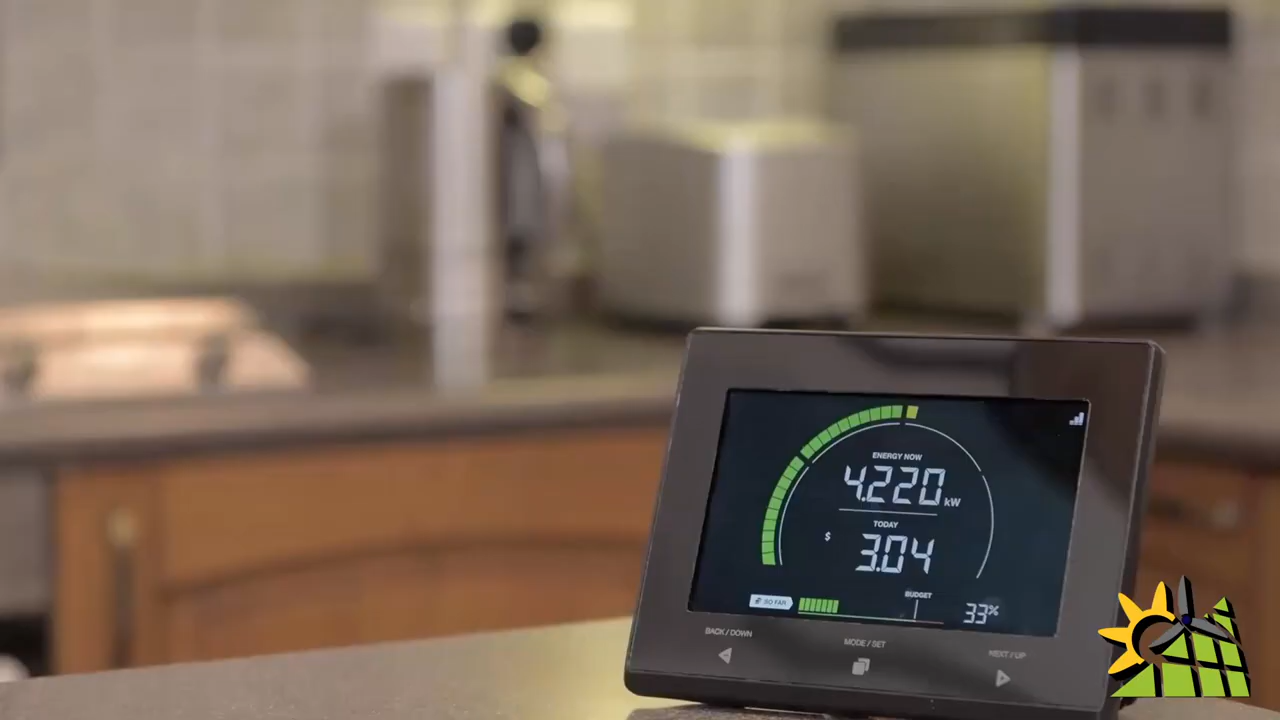 ENERGY NOW
4.220 kW
TODAY
$ 3.04
SO FAR
BUDGET
33%
BACK / DOWN
MODE / SET
NEXT / UP